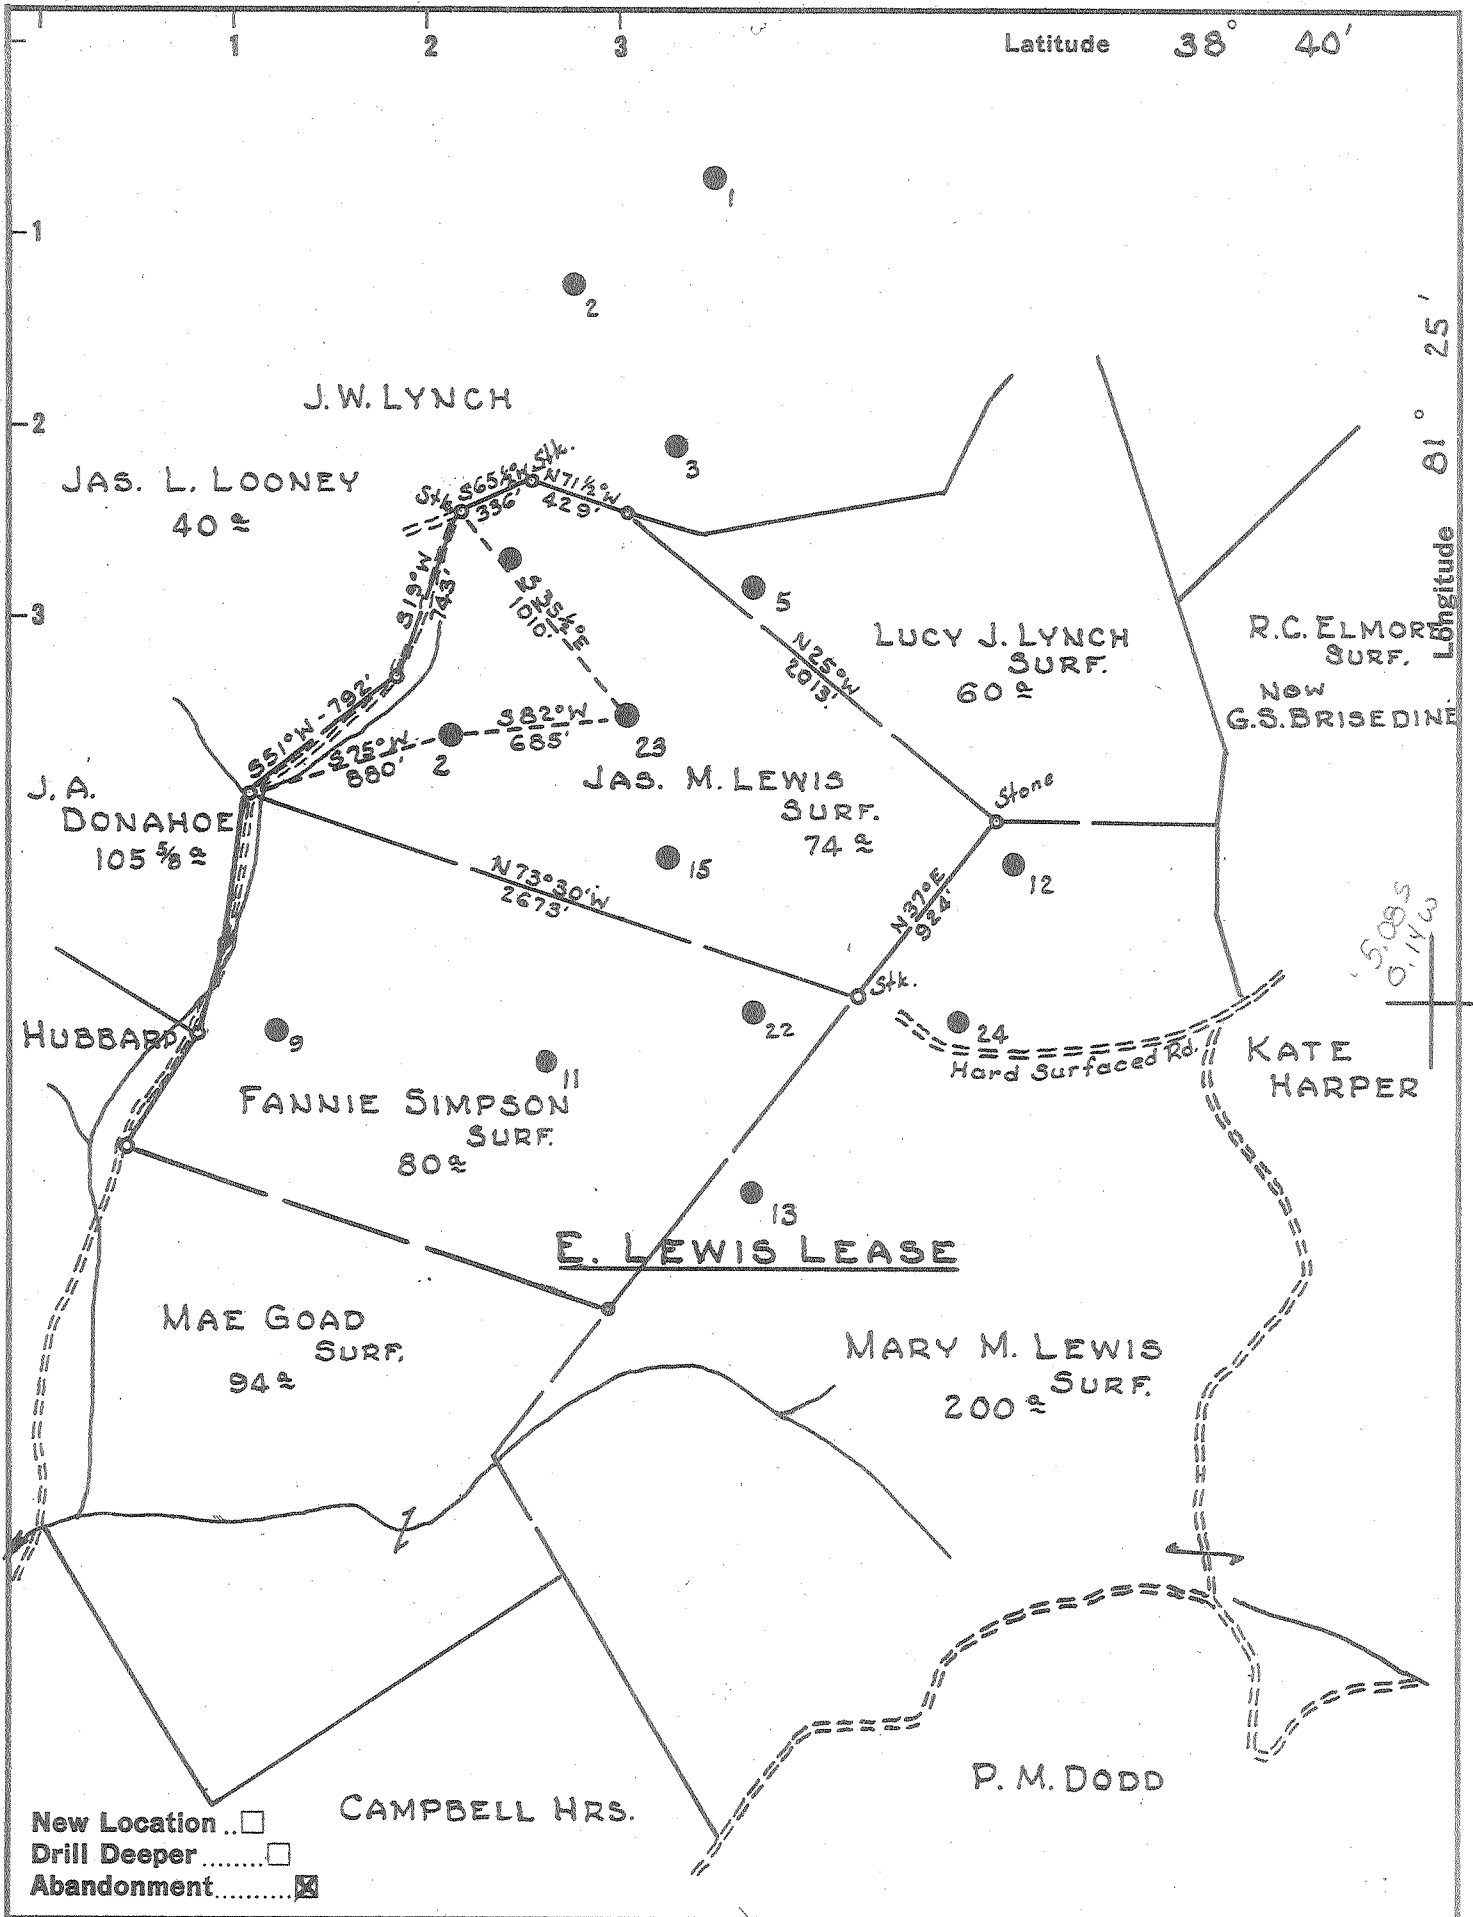 1 2 3 Latitude 38° 40'
1
1
2
Longitude 81° 25'
J.W. LYNCH
2
3
JAS. L. LOONEY
40 a
Stk. S65½°W Stk. N71½°W
336' 429'
S19°W
743'
S 35½°E
1010'
5
3
LUCY J. LYNCH
SURF.
60 a
R.C. ELMORE
SURF.
NOW
G.S. BRISEDINE
N25°W
2013'
S51°W - 792'
S75°W
880'
2
S82°W
685'
23
J.A.
DONAHOE
105 5/8 a
JAS. M. LEWIS
SURF.
74 a
Stone
15
12
N73°30'W
2673'
N37°E
924'
5.08 S
0.14 W
Stk.
HUBBARD
9
22
24
Hard Surfaced Rd.
KATE
HARPER
11
FANNIE SIMPSON
SURF.
80 a
13
E. LEWIS LEASE
MAE GOAD
SURF.
94 a
MARY M. LEWIS
SURF.
200 a
P. M. DODD
CAMPBELL HRS.
New Location ..☐
Drill Deeper ........☐
Abandonment..........☒